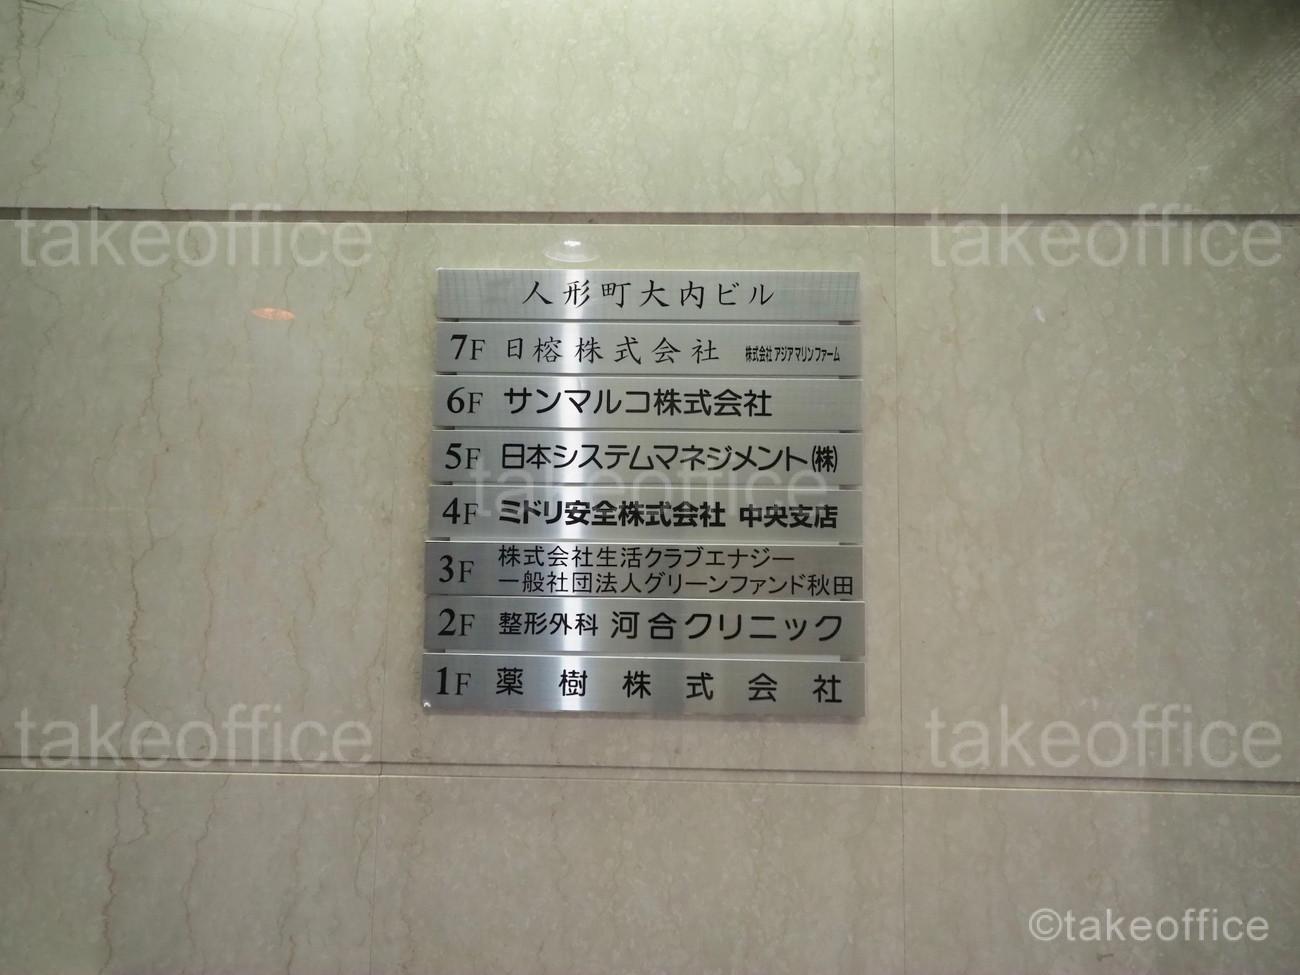 人形町大内ビル
7F 日榕株式会社 株式会社アジアマリンファーム
6F サンマルコ株式会社
5F 日本システムマネジメント㈱
4F ミドリ安全株式会社 中央支店
3F 株式会社生活クラブエナジー
一般社団法人グリーンファンド秋田
2F 整形外科 河合クリニック
1F 薬樹株式会社
takeoffice takeoffice
takeoffice
takeoffice takeoffice
©takeoffice